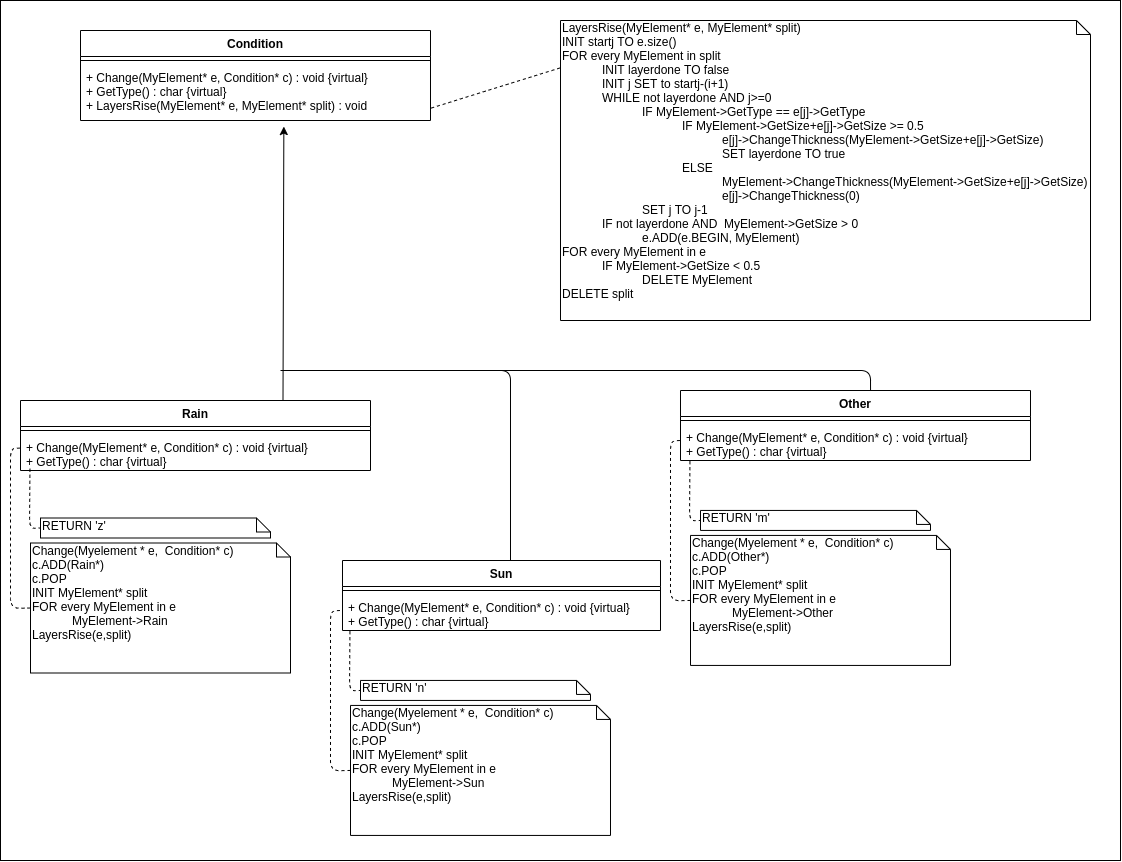 Condition
+ Change(MyElement* e, Condition* c) : void {virtual}
+ GetType() : char {virtual}
+ LayersRise(MyElement* e, MyElement* split) : void
LayersRise(MyElement* e, MyElement* split)
INIT startj TO e.size()
FOR every MyElement in split
INIT layerdone TO false
INIT j SET to startj-(i+1)
WHILE not layerdone AND j>=0
IF MyElement->GetType == e[j]->GetType
IF MyElement->GetSize+e[j]->GetSize >= 0.5
e[j]->ChangeThickness(MyElement->GetSize+e[j]->GetSize)
SET layerdone TO true
ELSE
MyElement->ChangeThickness(MyElement->GetSize+e[j]->GetSize)
e[j]->ChangeThickness(0)
SET j TO j-1
IF not layerdone AND  MyElement->GetSize > 0
e.ADD(e.BEGIN, MyElement)
FOR every MyElement in e
IF MyElement->GetSize < 0.5
DELETE MyElement
DELETE split
Rain
+ Change(MyElement* e, Condition* c) : void {virtual}
+ GetType() : char {virtual}
RETURN 'z'
Change(Myelement * e,  Condition* c)
c.ADD(Rain*)
c.POP
INIT MyElement* split
FOR every MyElement in e
MyElement->Rain
LayersRise(e,split)
Sun
+ Change(MyElement* e, Condition* c) : void {virtual}
+ GetType() : char {virtual}
RETURN 'n'
Change(Myelement * e,  Condition* c)
c.ADD(Sun*)
c.POP
INIT MyElement* split
FOR every MyElement in e
MyElement->Sun
LayersRise(e,split)
Other
+ Change(MyElement* e, Condition* c) : void {virtual}
+ GetType() : char {virtual}
RETURN 'm'
Change(Myelement * e,  Condition* c)
c.ADD(Other*)
c.POP
INIT MyElement* split
FOR every MyElement in e
MyElement->Other
LayersRise(e,split)